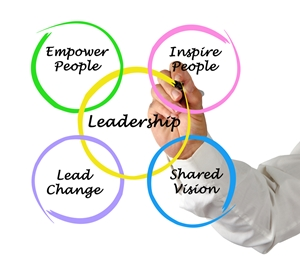 Empower
People
Inspire
People
Leadership
Lead
Change
Shared
Vision